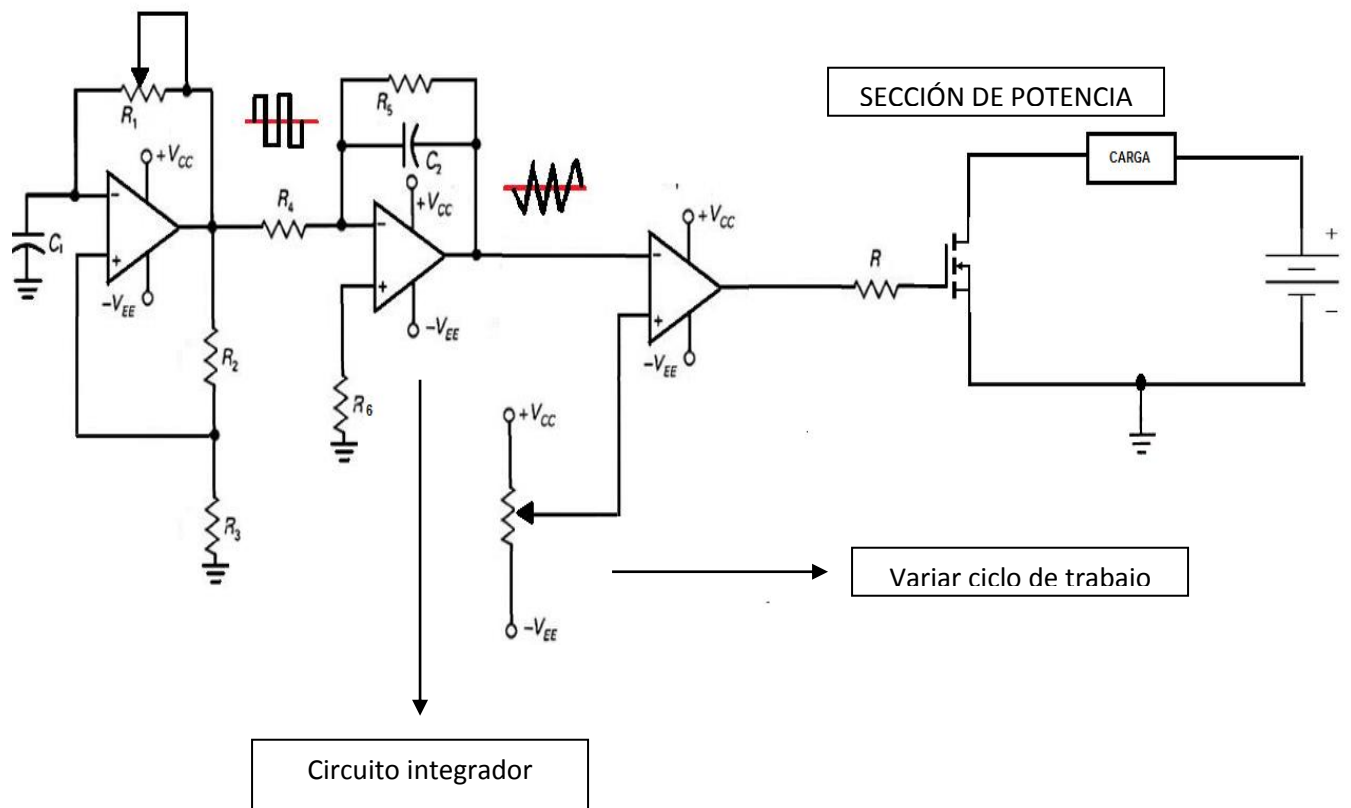 SECCIÓN DE POTENCIA
R1
+VCC
C1
-
+
-VEE
R2
R3
R4
R5
C2
+VCC
-
+
-VEE
R6
+VCC
-
+
-VEE
R
CARGA
+
-
+VCC
-VEE
Variar ciclo de trabajo
Circuito integrador